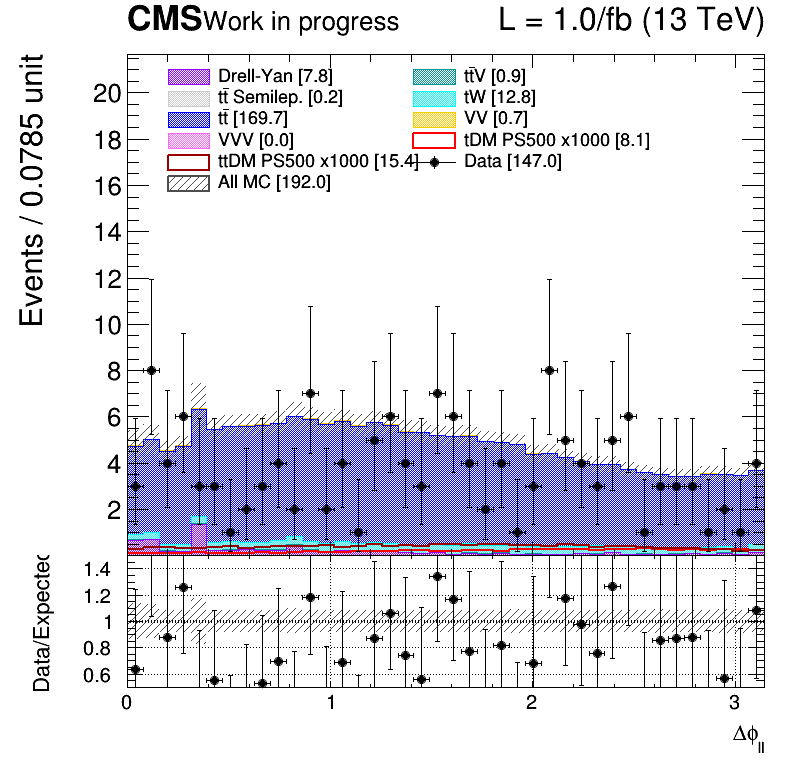 CMS Work in progress L = 1.0/fb (13 TeV)
Events / 0.0785 unit
Drell-Yan [7.8]
tt̄ Semilep. [0.2]
tt̄ [169.7]
VVV [0.0]
ttDM PS500 x1000 [15.4]
All MC [192.0]
tt̄V [0.9]
tW [12.8]
VV [0.7]
tDM PS500 x1000 [8.1]
Data [147.0]
20
18
16
14
12
10
8
6
4
2
Data/Expected
1.4
1.2
1
0.8
0.6
0 1 2 3
Δϕ_ll